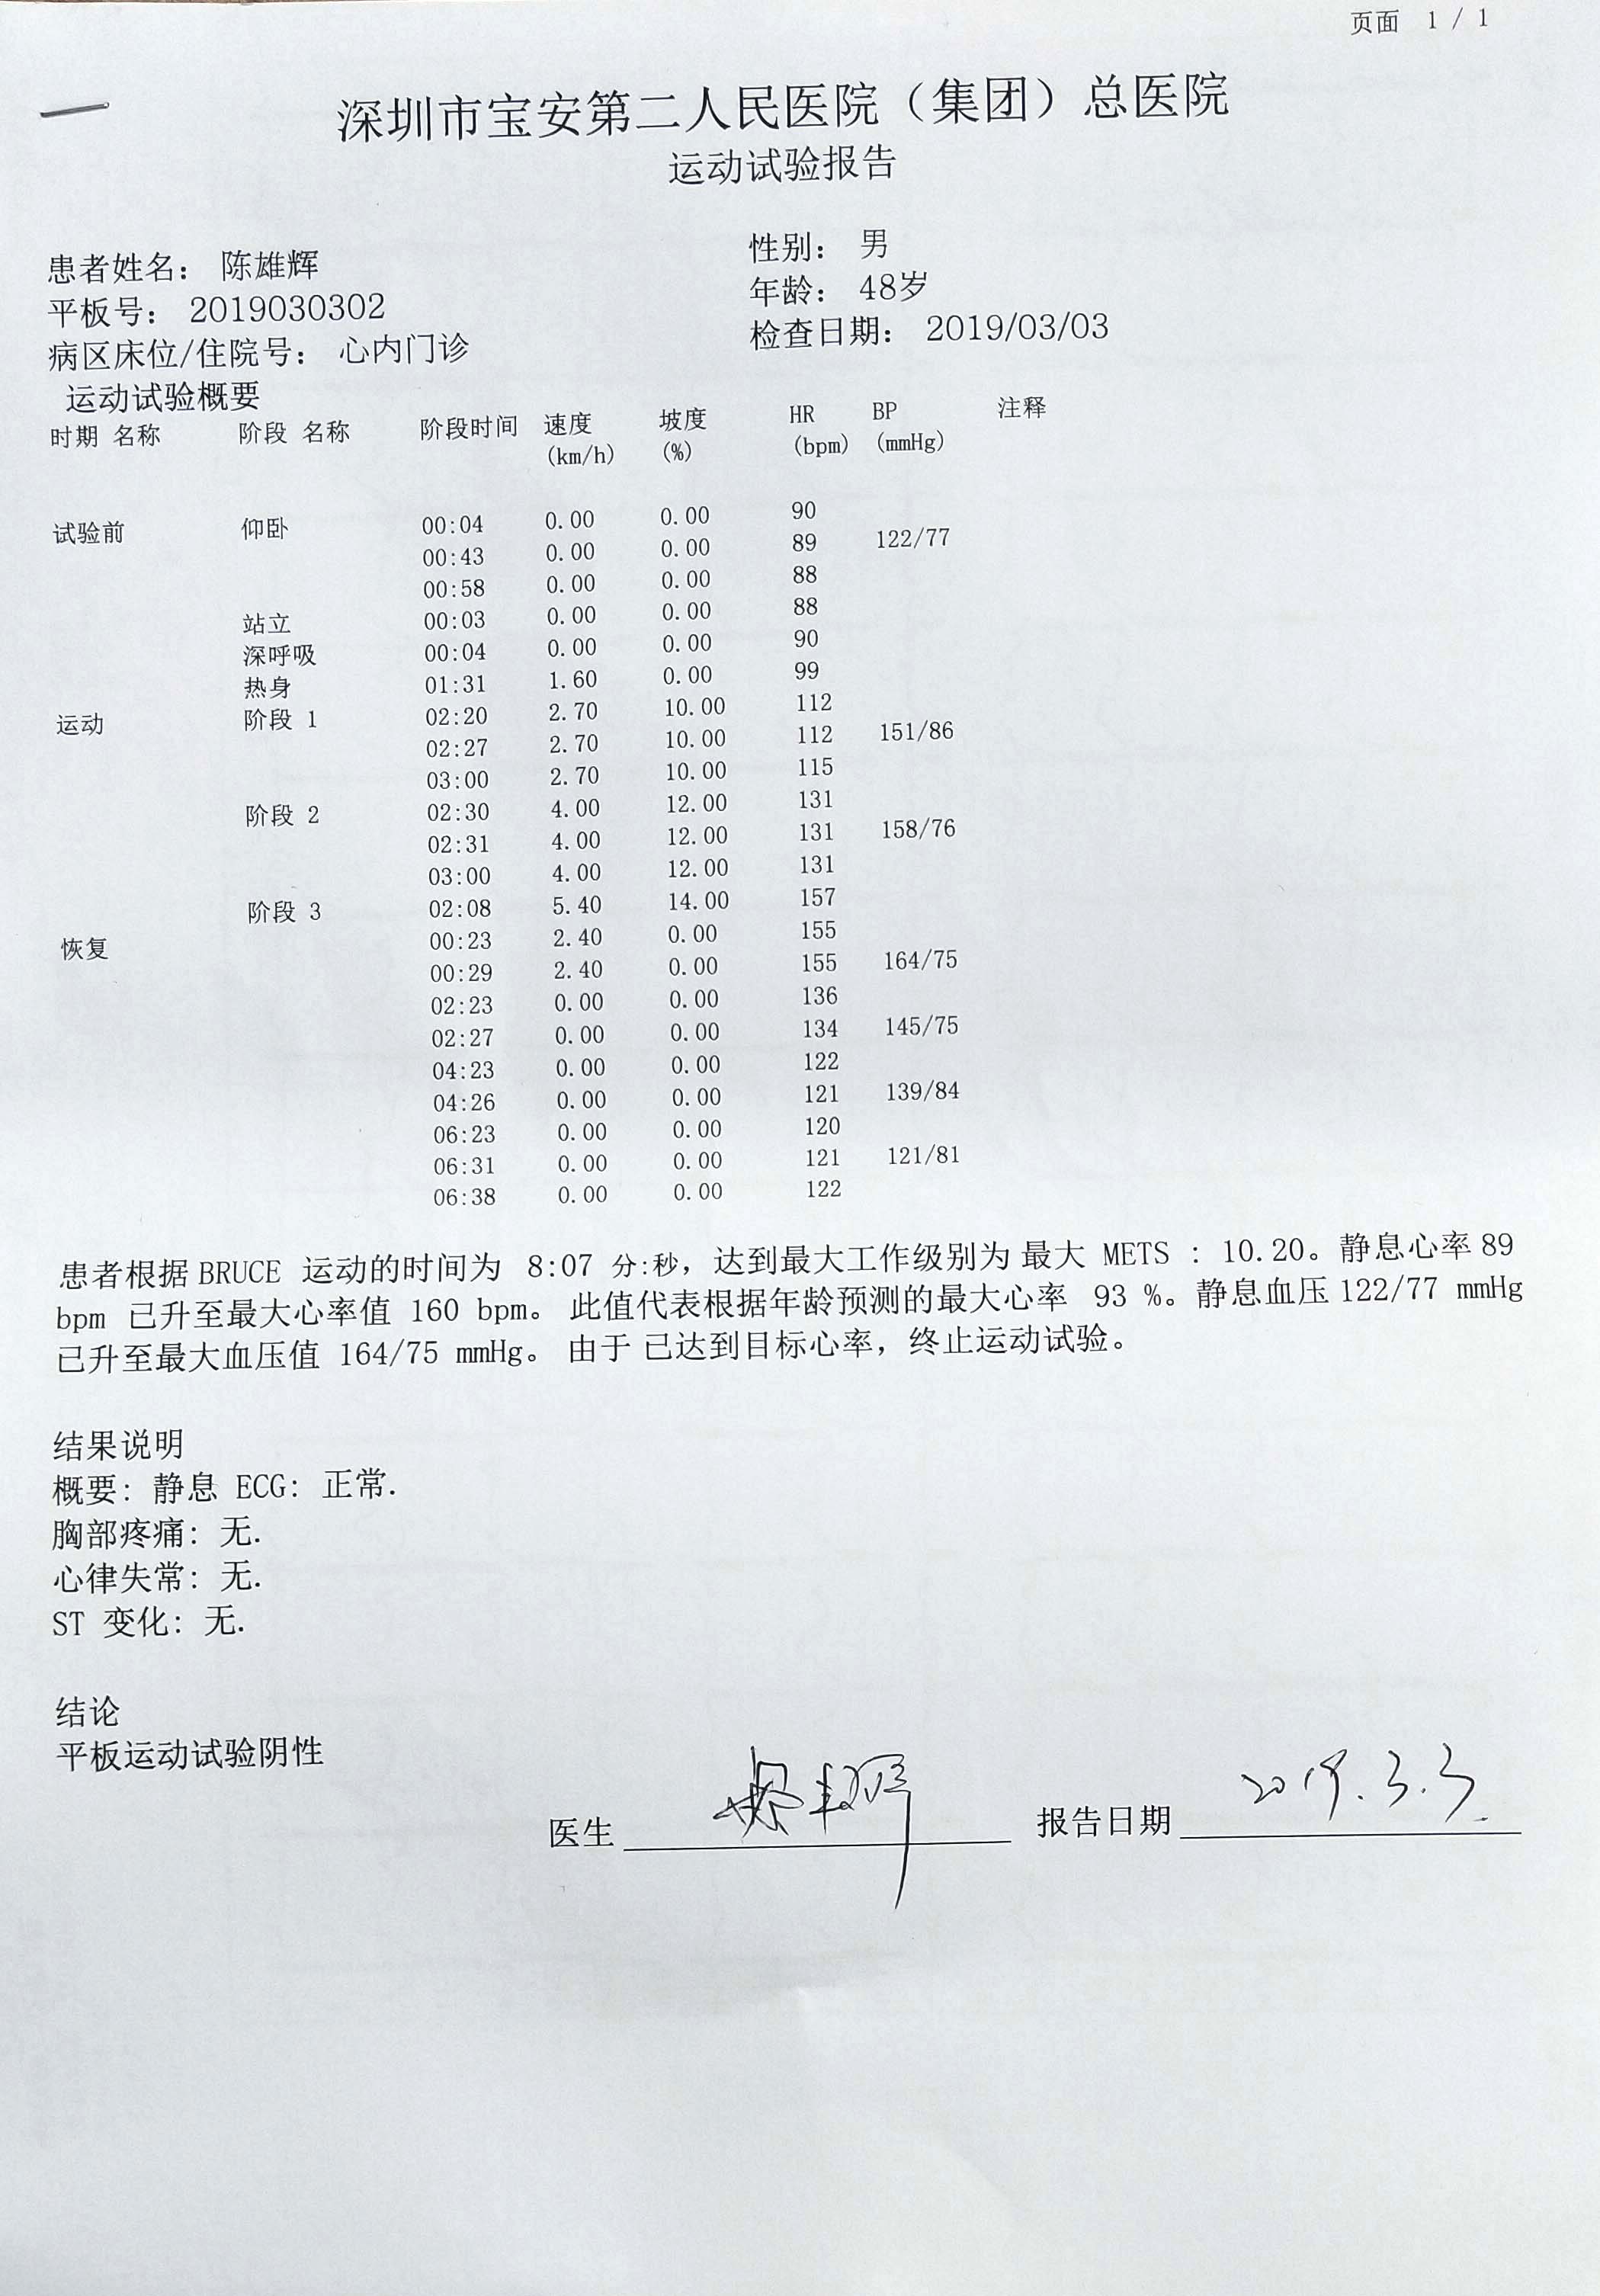 页面 1 / 1
深圳市宝安第二人民医院（集团）总医院
运动试验报告
患者姓名： 陈雄辉 性别： 男
平板号： 2019030302 年龄： 48岁
病区床位/住院号： 心内门诊 检查日期： 2019/03/03
运动试验概要
时期 名称 阶段 名称 阶段时间 速度 坡度 HR BP 注释
(km/h) (%) (bpm) (mmHg)
试验前 仰卧 00:04 0.00 0.00 90
00:43 0.00 0.00 89 122/77
00:58 0.00 0.00 88
站立 00:03 0.00 0.00 88
深呼吸 00:04 0.00 0.00 90
热身 01:31 1.60 0.00 99
运动 阶段 1 02:20 2.70 10.00 112
02:27 2.70 10.00 112 151/86
03:00 2.70 10.00 115
阶段 2 02:30 4.00 12.00 131
02:31 4.00 12.00 131 158/76
03:00 4.00 12.00 131
阶段 3 02:08 5.40 14.00 157
恢复 00:23 2.40 0.00 155
00:29 2.40 0.00 155 164/75
02:23 0.00 0.00 136
02:27 0.00 0.00 134 145/75
04:23 0.00 0.00 122
04:26 0.00 0.00 121 139/84
06:23 0.00 0.00 120
06:31 0.00 0.00 121 121/81
06:38 0.00 0.00 122
患者根据 BRUCE 运动的时间为 8:07 分:秒，达到最大工作级别为 最大 METS : 10.20。静息心率 89
bpm 已升至最大心率值 160 bpm。 此值代表根据年龄预测的最大心率 93 %。静息血压 122/77 mmHg
已升至最大血压值 164/75 mmHg。 由于 已达到目标心率，终止运动试验。
结果说明
概要: 静息 ECG: 正常.
胸部疼痛: 无.
心律失常: 无.
ST 变化: 无.
结论
平板运动试验阴性
医生 报告日期 2019.3.3